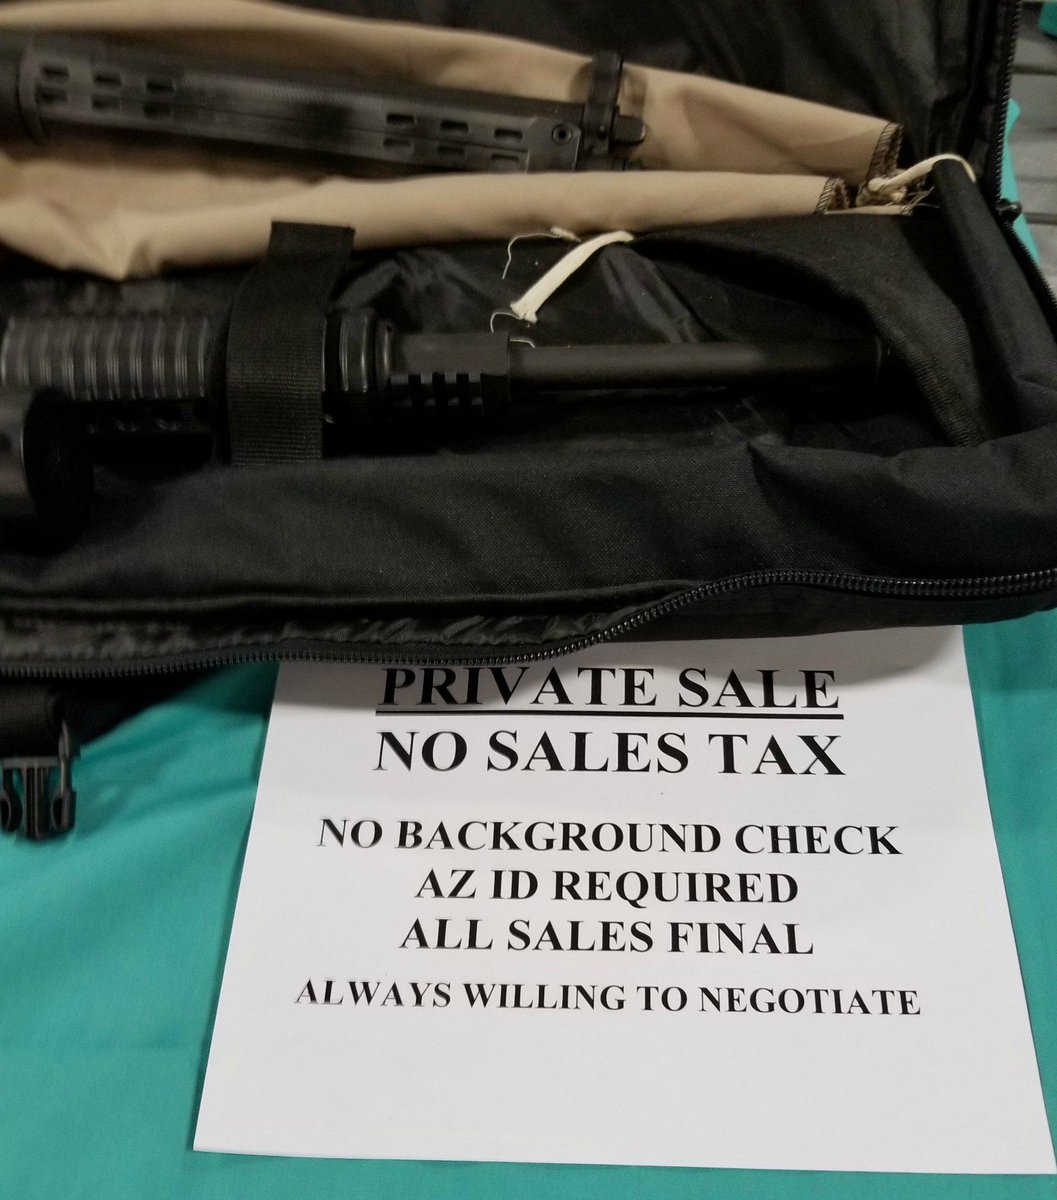 PRIVATE SALE
NO SALES TAX
NO BACKGROUND CHECK
AZ ID REQUIRED
ALL SALES FINAL
ALWAYS WILLING TO NEGOTIATE